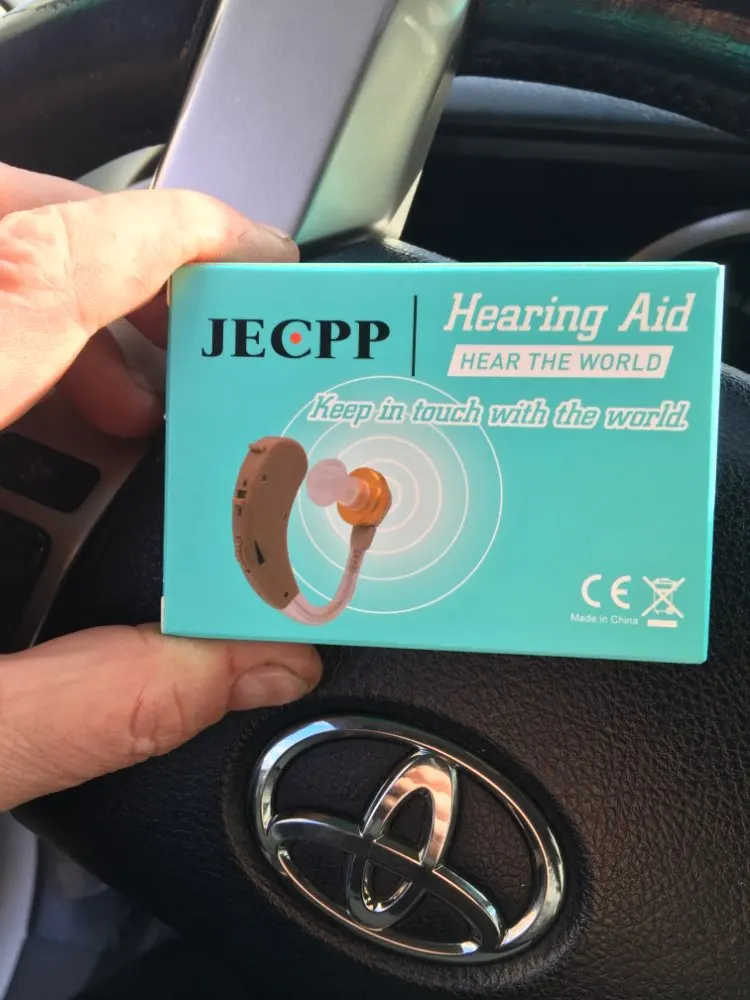 JECPP
Hearing Aid
HEAR THE WORLD
Keep in touch with the world.
CE
Made in China